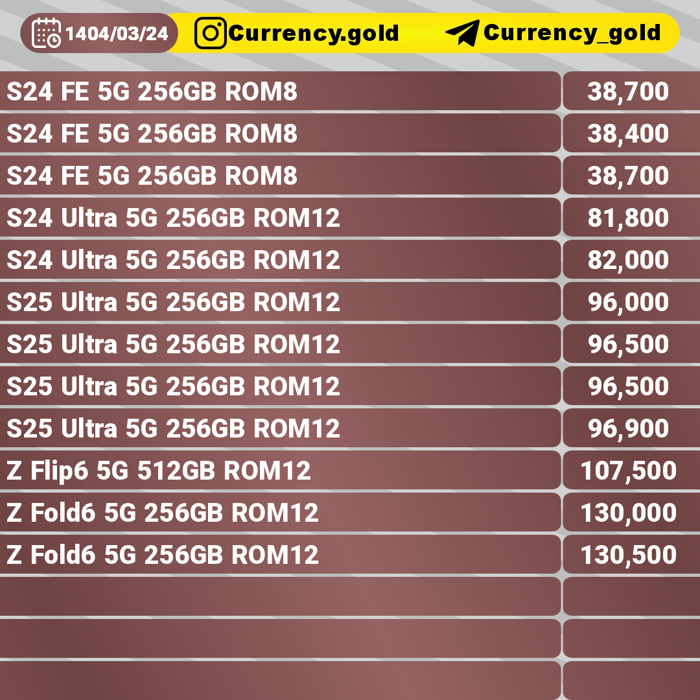 1404/03/24 Currency.gold Currency_gold
S24 FE 5G 256GB ROM8 38,700
S24 FE 5G 256GB ROM8 38,400
S24 FE 5G 256GB ROM8 38,700
S24 Ultra 5G 256GB ROM12 81,800
S24 Ultra 5G 256GB ROM12 82,000
S25 Ultra 5G 256GB ROM12 96,000
S25 Ultra 5G 256GB ROM12 96,500
S25 Ultra 5G 256GB ROM12 96,500
S25 Ultra 5G 256GB ROM12 96,900
Z Flip6 5G 512GB ROM12 107,500
Z Fold6 5G 256GB ROM12 130,000
Z Fold6 5G 256GB ROM12 130,500